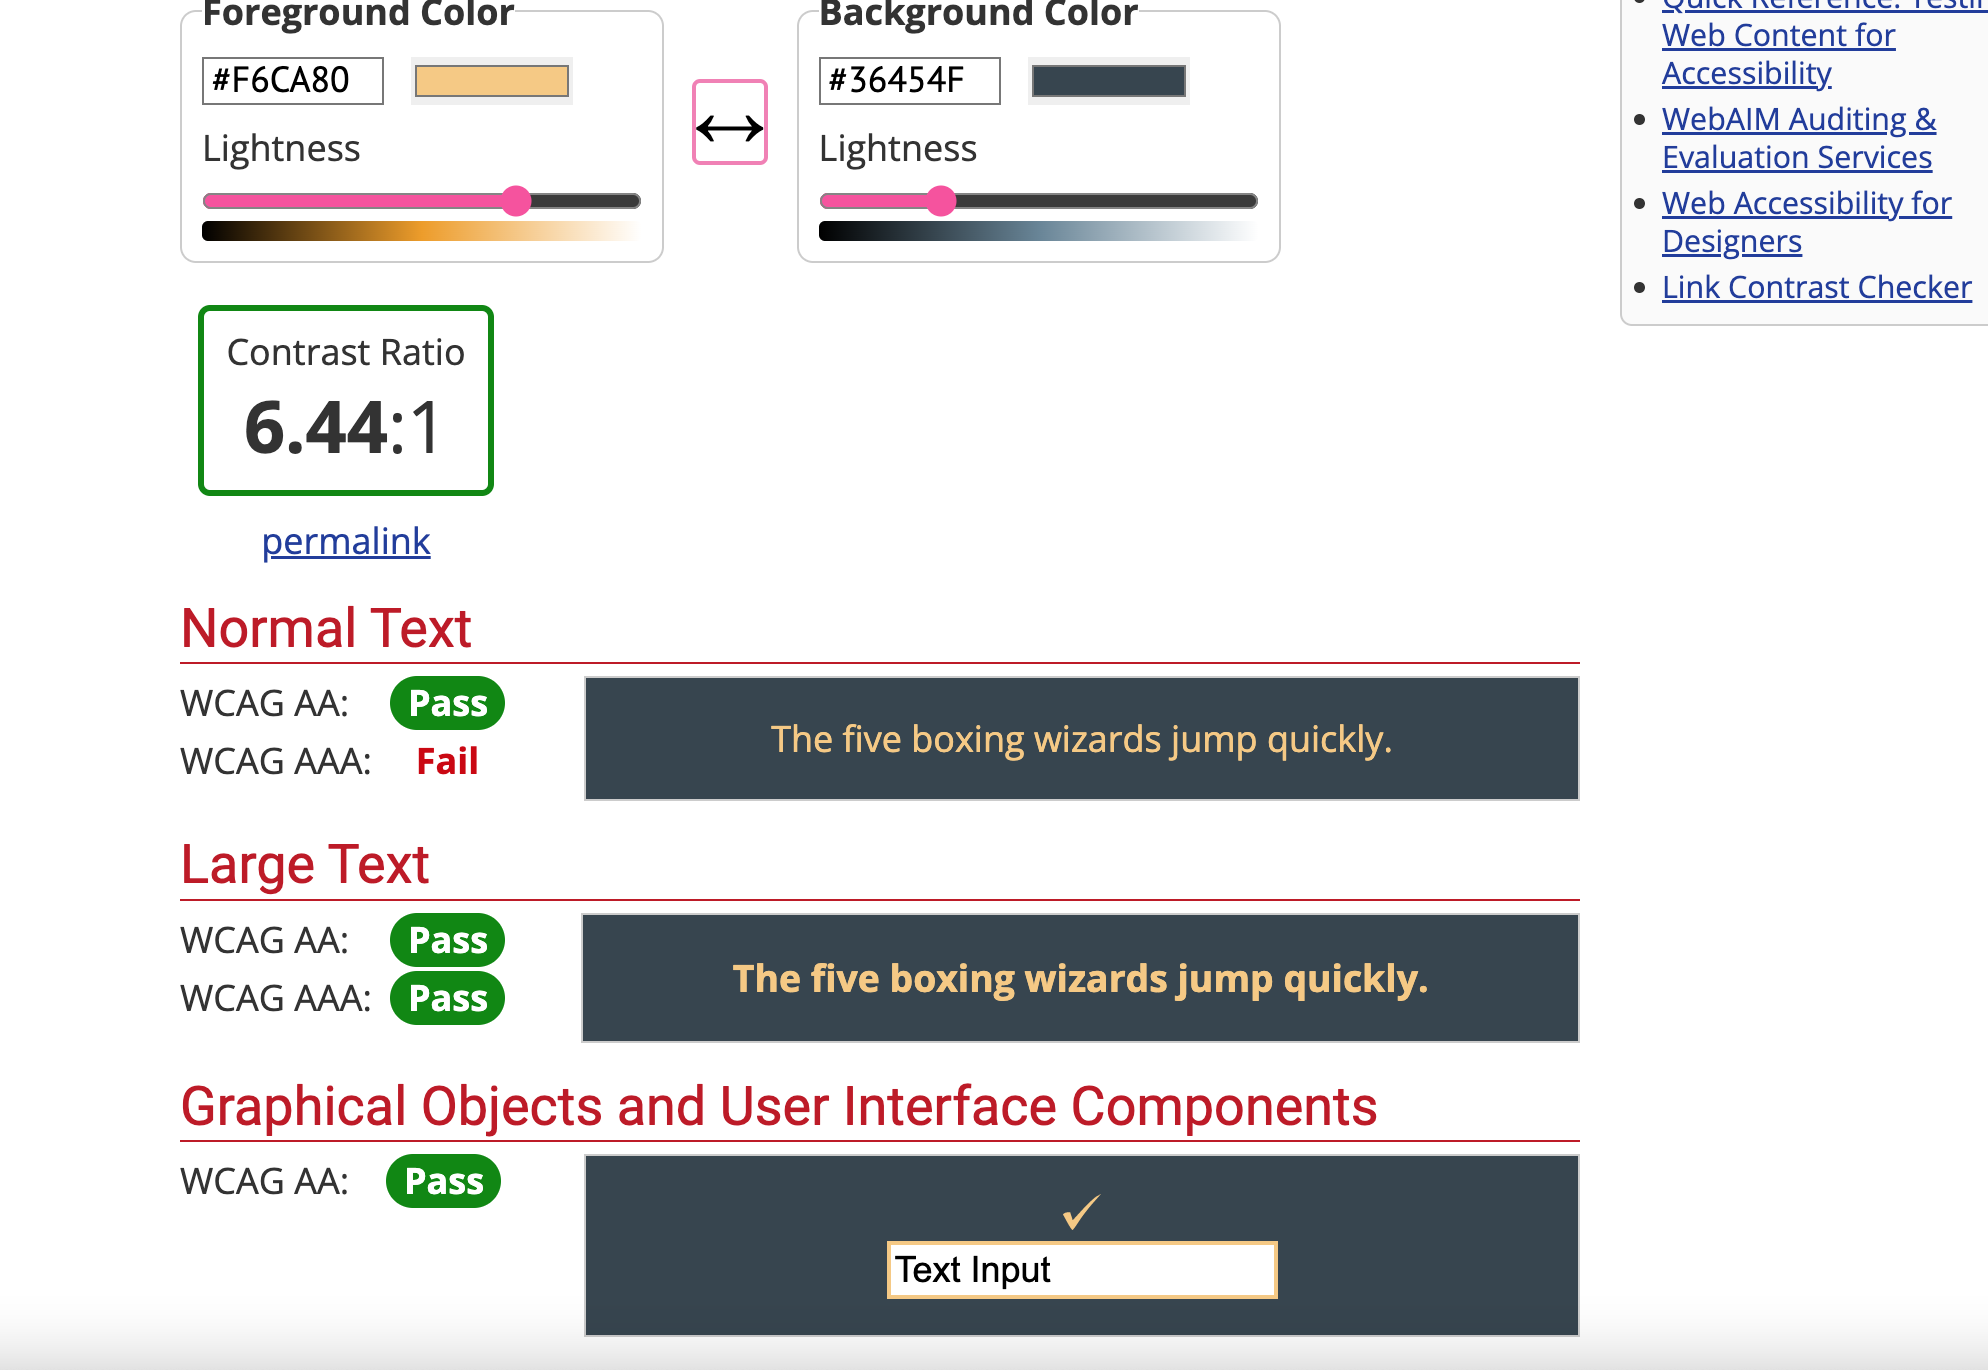 Foreground Color
#F6CA80
Lightness
Background Color
#36454F
Lightness
Contrast Ratio
6.44:1
permalink
Normal Text
WCAG AA: Pass
WCAG AAA: Fail
The five boxing wizards jump quickly.
Large Text
WCAG AA: Pass
WCAG AAA: Pass
The five boxing wizards jump quickly.
Graphical Objects and User Interface Components
WCAG AA: Pass
✓
Text Input
Quick Reference:
Web Content for
Accessibility
WebAIM Auditing &
Evaluation Services
Web Accessibility for
Designers
Link Contrast Checker